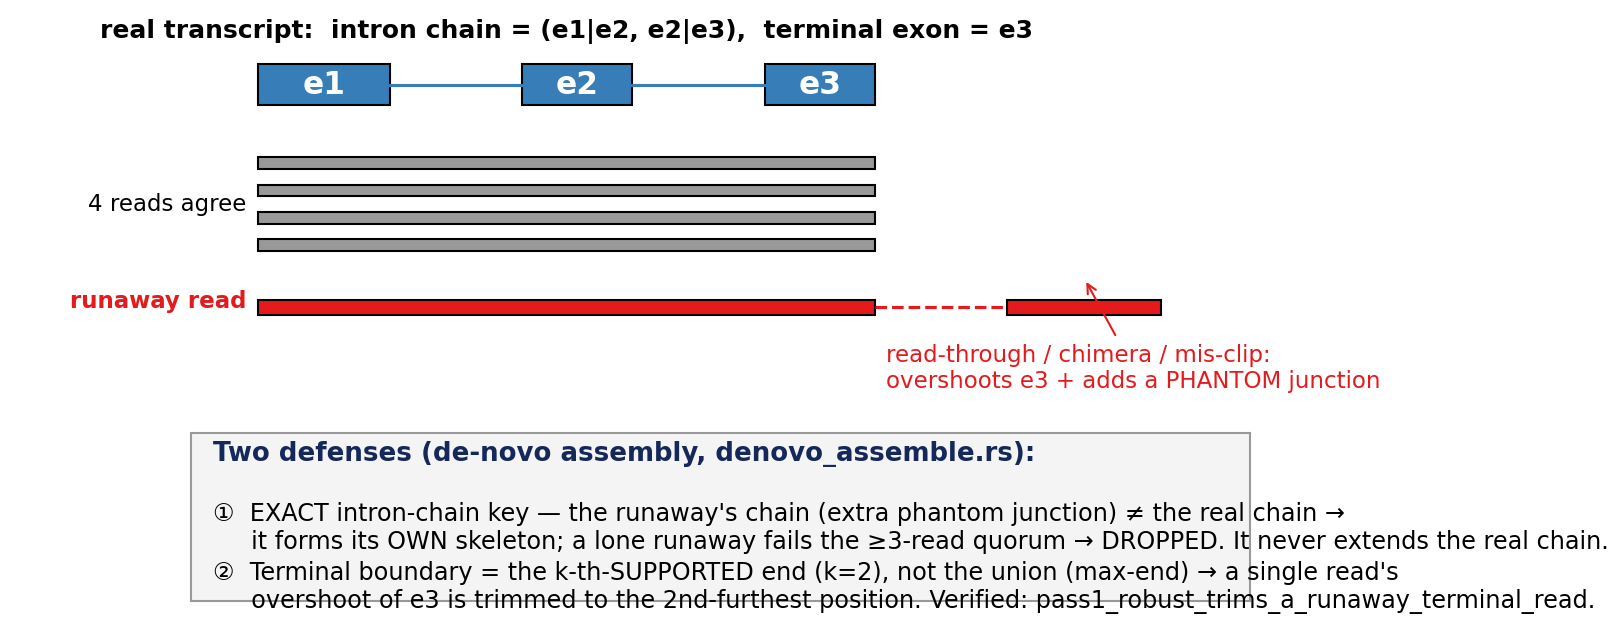 real transcript:  intron chain = (e1|e2, e2|e3),  terminal exon = e3
e1 e2 e3
4 reads agree
runaway read
read-through / chimera / mis-clip:
overshoots e3 + adds a PHANTOM junction
Two defenses (de-novo assembly, denovo_assemble.rs):
①  EXACT intron-chain key — the runaway's chain (extra phantom junction) ≠ the real chain →
it forms its OWN skeleton; a lone runaway fails the ≥3-read quorum → DROPPED. It never extends the real chain.
②  Terminal boundary = the k-th-SUPPORTED end (k=2), not the union (max-end) → a single read's
overshoot of e3 is trimmed to the 2nd-furthest position. Verified: pass1_robust_trims_a_runaway_terminal_read.